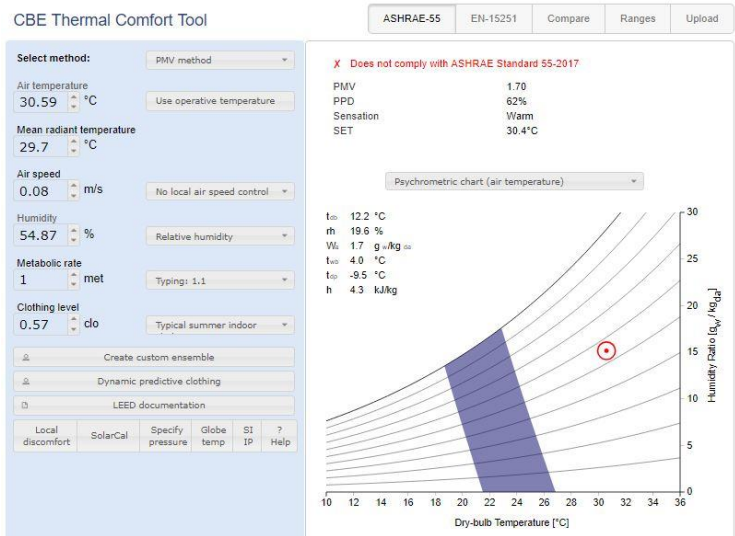 CBE Thermal Comfort Tool
ASHRAE-55 EN-15251 Compare Ranges Upload
Select method: PMV method
Air temperature
30.59 °C Use operative temperature
Mean radiant temperature
29.7 °C
Air speed
0.08 m/s No local air speed control
Humidity
54.87 % Relative humidity
Metabolic rate
1 met Typing: 1.1
Clothing level
0.57 clo Typical summer indoor
Create custom ensemble
Dynamic predictive clothing
LEED documentation
Local discomfort SolarCal Specify pressure Globe temp SI IP ? Help
✗ Does not comply with ASHRAE Standard 55-2017
PMV 1.70
PPD 62%
Sensation Warm
SET 30.4°C
Psychrometric chart (air temperature)
tdb 12.2 °C
rh 19.6 %
Wa 1.7 g w/kg da
twb 4.0 °C
tdp -9.5 °C
h 4.3 kJ/kg
30
25
20
15
10
5
0
Humidity Ratio [gw / kgda]
10 12 14 16 18 20 22 24 26 28 30 32 34 36
Dry-bulb Temperature [°C]